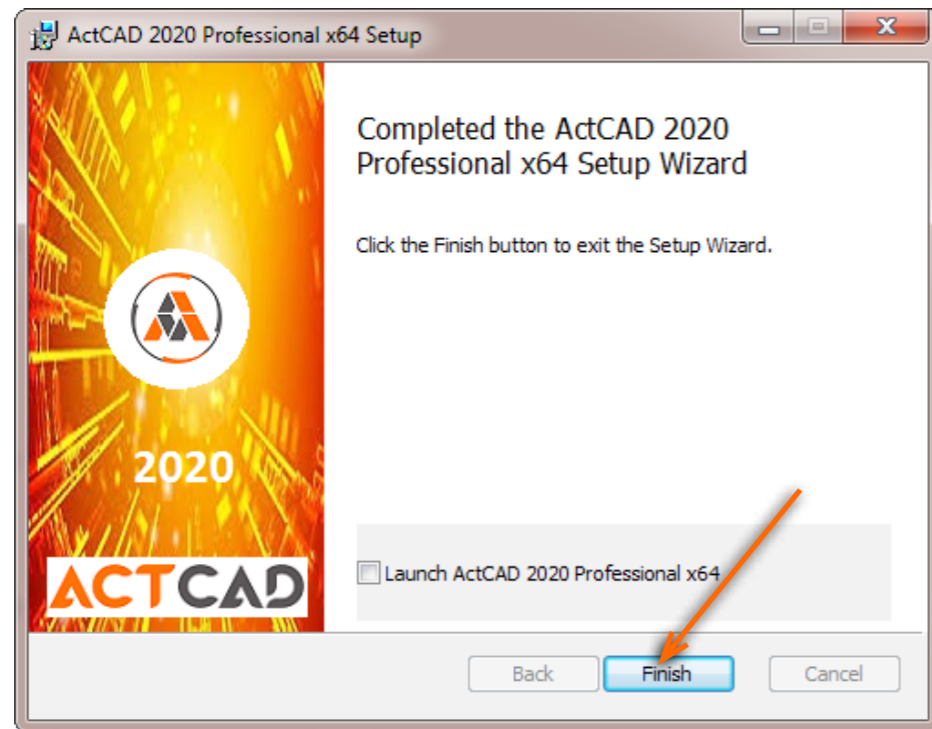 ActCAD 2020 Professional x64 Setup
Completed the ActCAD 2020
Professional x64 Setup Wizard
Click the Finish button to exit the Setup Wizard.
2020
ACTCAD
Launch ActCAD 2020 Professional x64
Back
Finish
Cancel